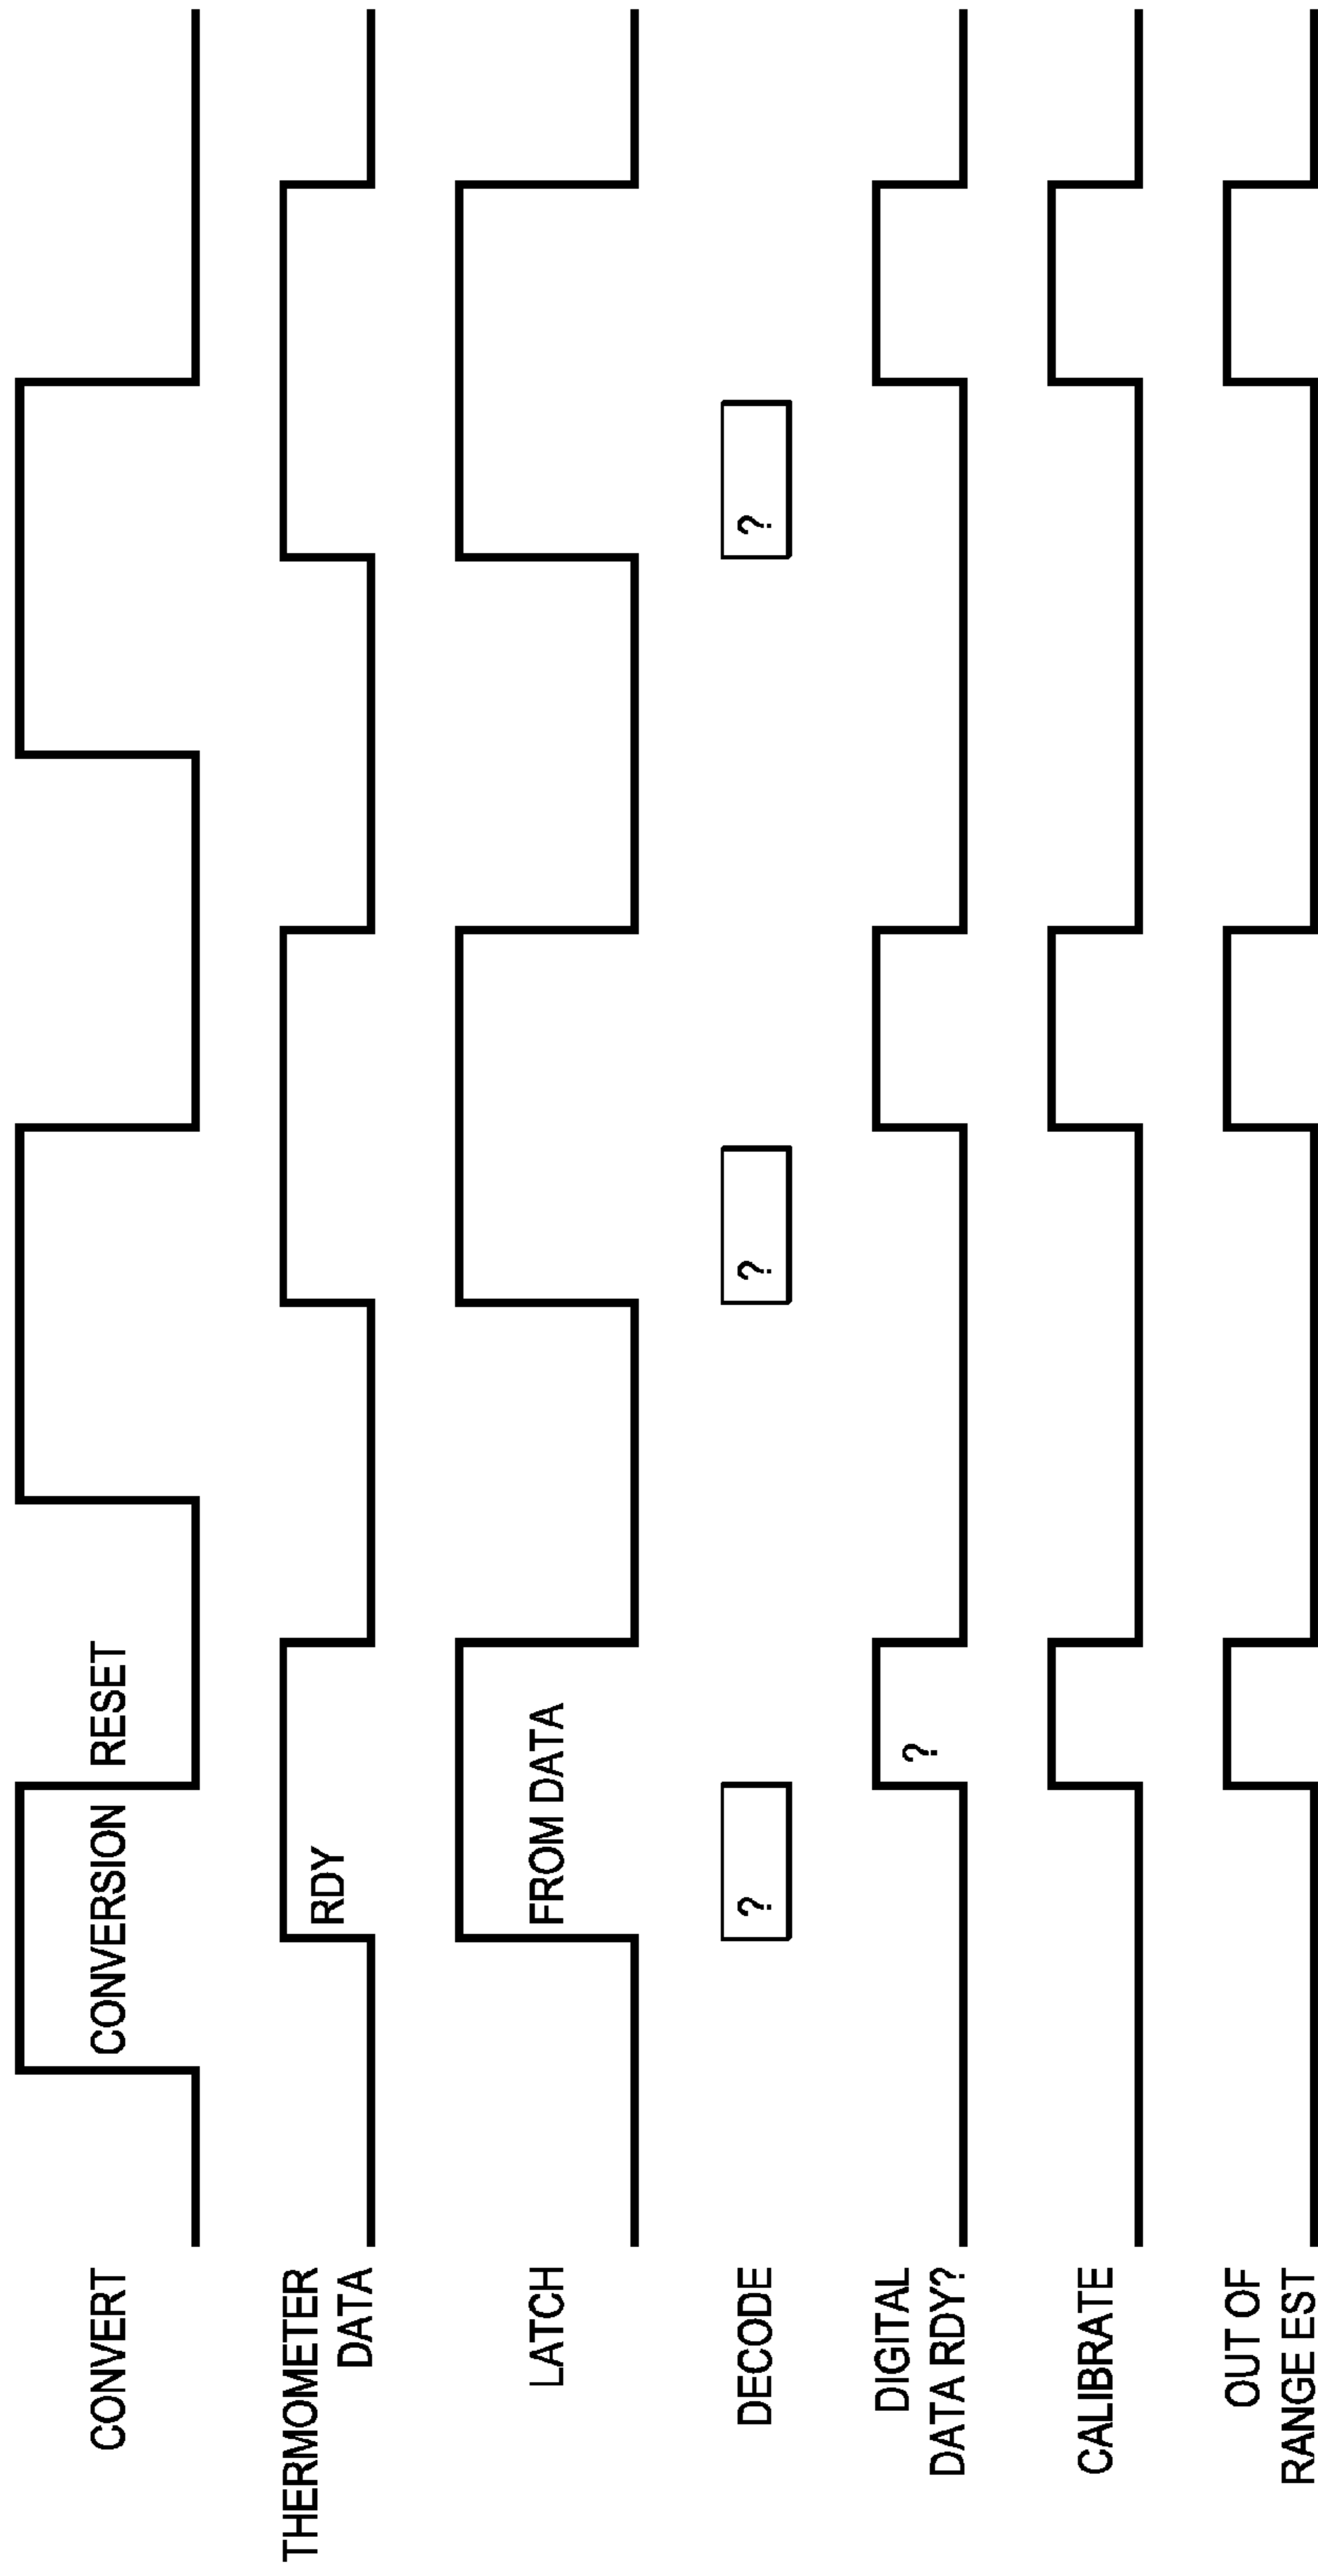 CONVERT
CONVERSION RESET
THERMOMETER
DATA
RDY
LATCH
FROM DATA
DECODE
? ? ?
DIGITAL
DATA RDY?
?
CALIBRATE
OUT OF
RANGE EST